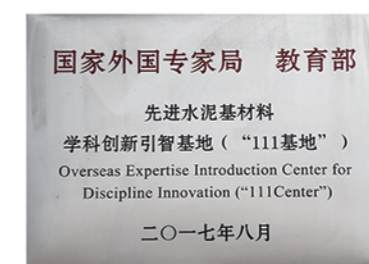 国家外国专家局 教育部
先进水泥基材料
学科创新引智基地（“111基地”）
Overseas Expertise Introduction Center for
Discipline Innovation (“111Center”)
二〇一七年八月